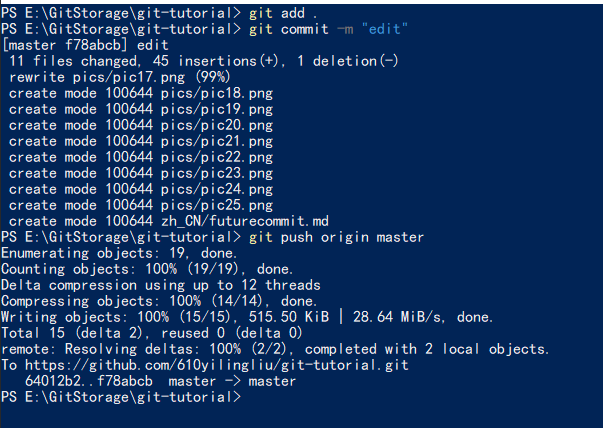 PS E:\GitStorage\git-tutorial> git add .
PS E:\GitStorage\git-tutorial> git commit -m "edit"
[master f78abcb] edit
 11 files changed, 45 insertions(+), 1 deletion(-)
 rewrite pics/pic17.png (99%)
 create mode 100644 pics/pic18.png
 create mode 100644 pics/pic19.png
 create mode 100644 pics/pic20.png
 create mode 100644 pics/pic21.png
 create mode 100644 pics/pic22.png
 create mode 100644 pics/pic23.png
 create mode 100644 pics/pic24.png
 create mode 100644 pics/pic25.png
 create mode 100644 zh_CN/futurecommit.md
PS E:\GitStorage\git-tutorial> git push origin master
Enumerating objects: 19, done.
Counting objects: 100% (19/19), done.
Delta compression using up to 12 threads
Compressing objects: 100% (14/14), done.
Writing objects: 100% (15/15), 515.50 KiB | 28.64 MiB/s, done.
Total 15 (delta 2), reused 0 (delta 0)
remote: Resolving deltas: 100% (2/2), completed with 2 local objects.
To https://github.com/610yilingliu/git-tutorial.git
   64012b2..f78abcb  master -> master
PS E:\GitStorage\git-tutorial>